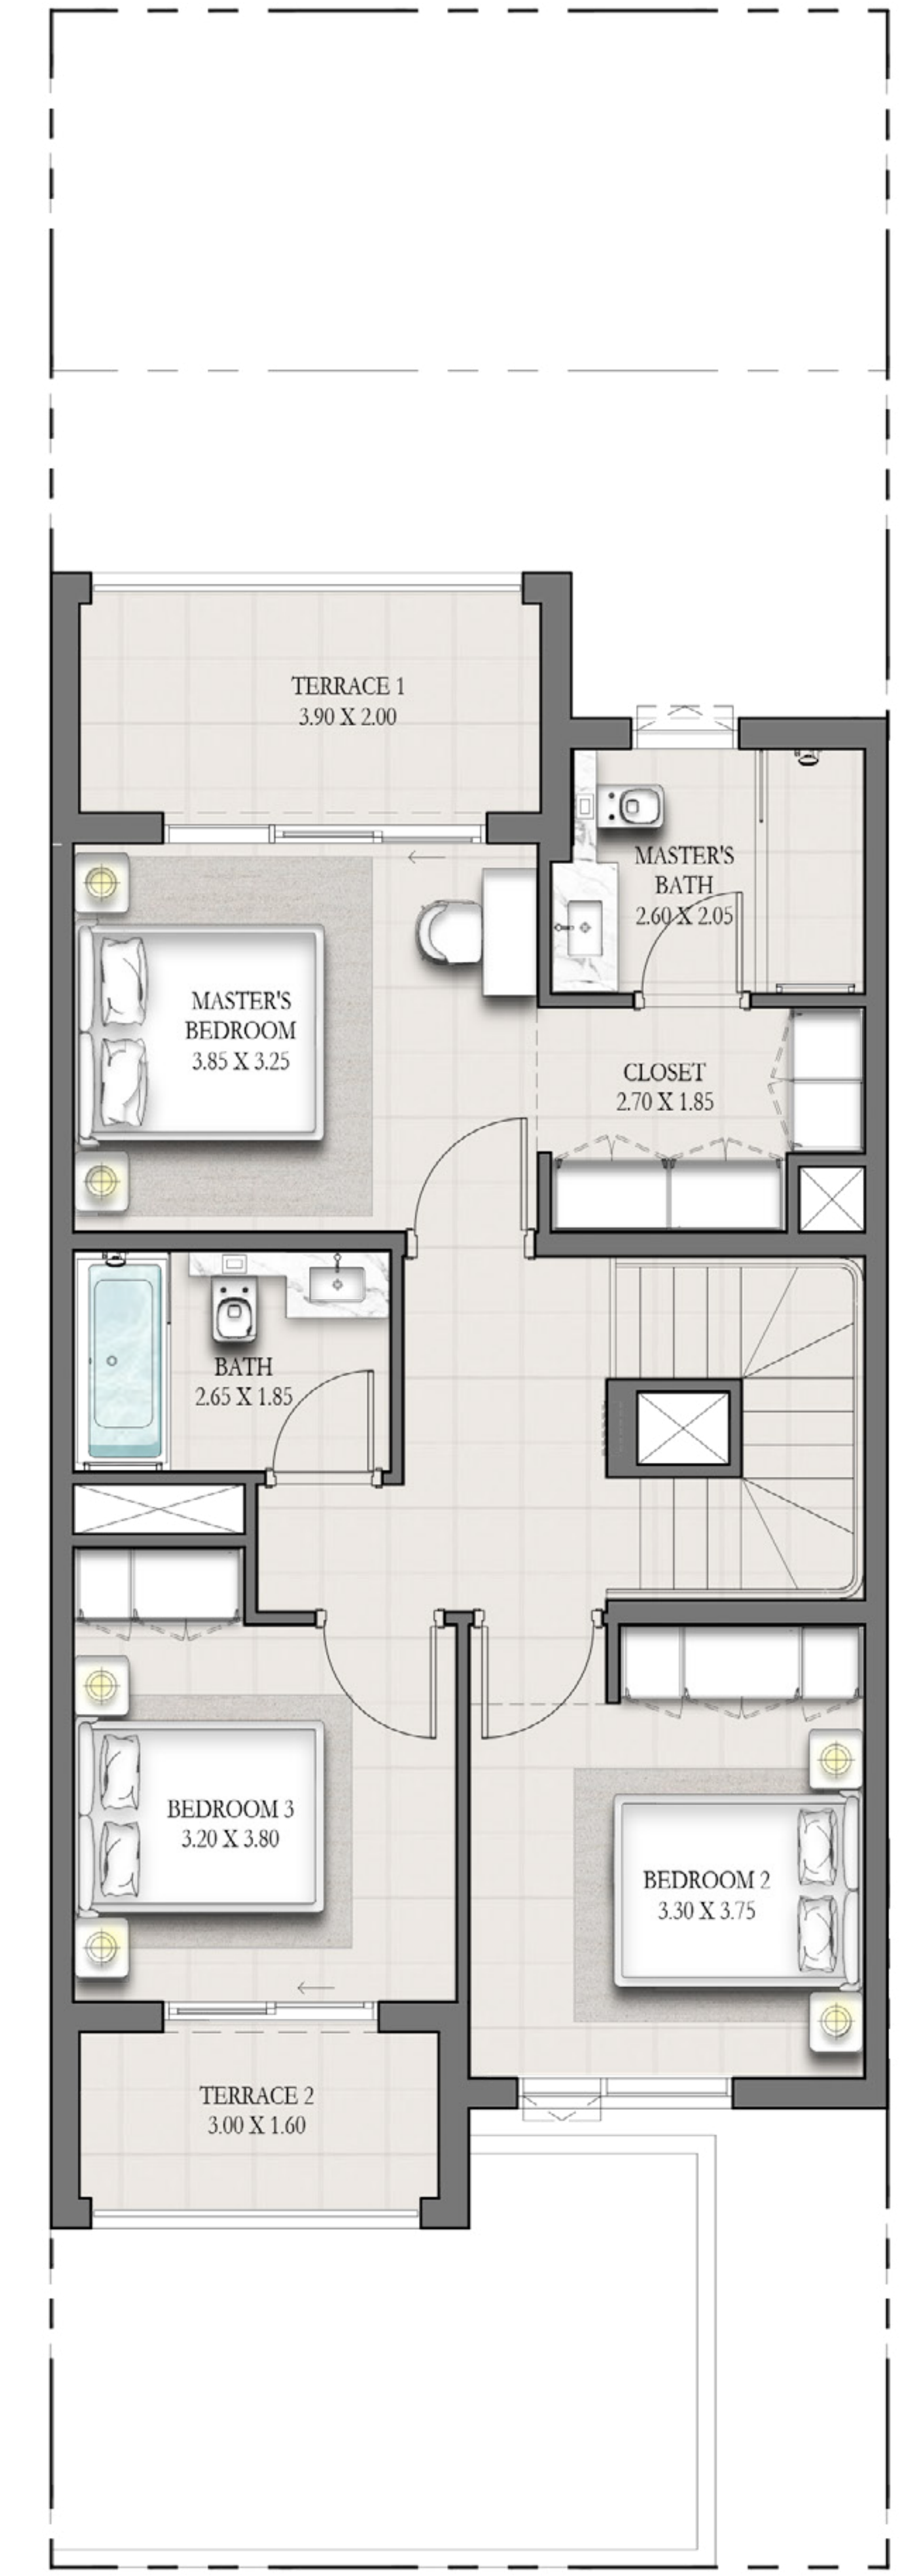 TERRACE 1
3.90 X 2.00
MASTER'S
BATH
2.60 X 2.05
MASTER'S
BEDROOM
3.85 X 3.25
CLOSET
2.70 X 1.85
BATH
2.65 X 1.85
BEDROOM 3
3.20 X 3.80
BEDROOM 2
3.30 X 3.75
TERRACE 2
3.00 X 1.60